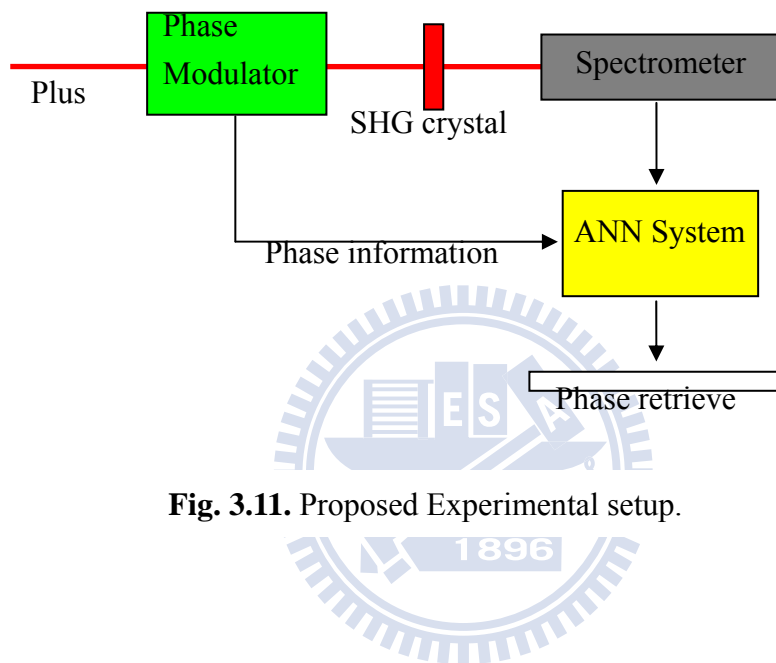 Phase
Modulator
Plus
SHG crystal
Spectrometer
Phase information
ANN System
Phase retrieve
E S A
Fig. 3.11. Proposed Experimental setup.
1896